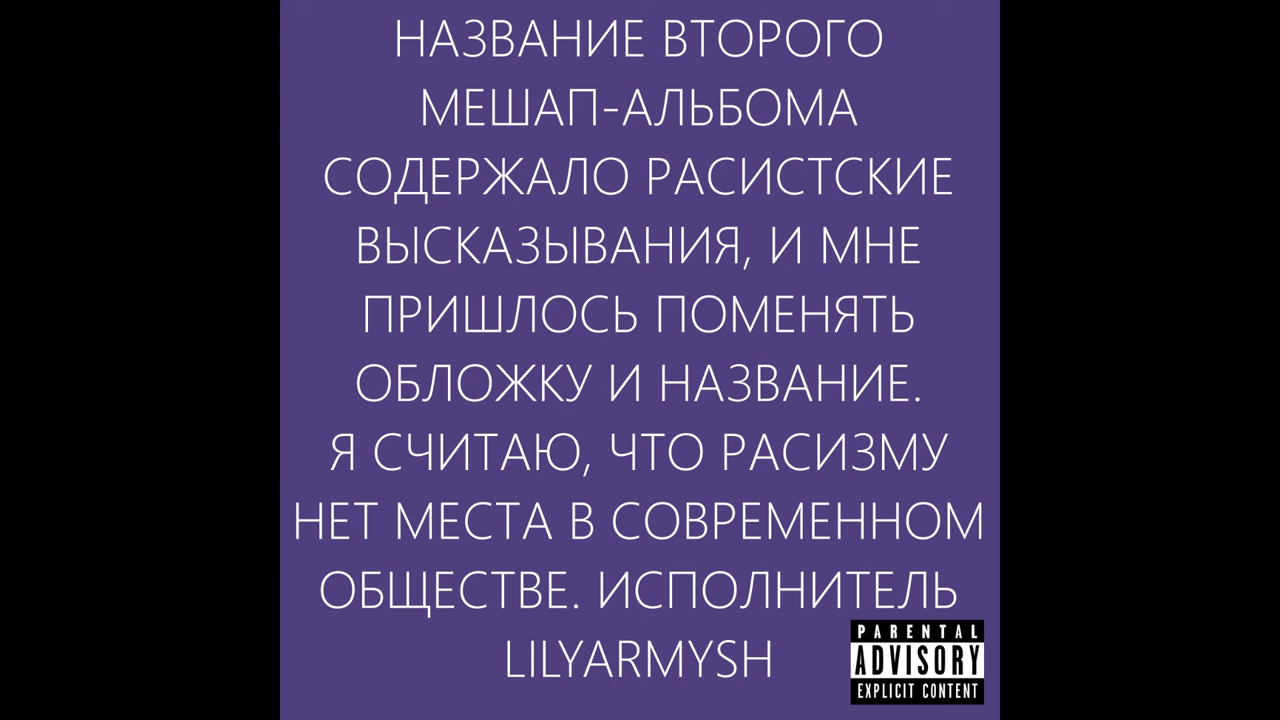 НАЗВАНИЕ ВТОРОГО
МЕШАП-АЛЬБОМА
СОДЕРЖАЛО РАСИСТСКИЕ
ВЫСКАЗЫВАНИЯ, И МНЕ
ПРИШЛОСЬ ПОМЕНЯТЬ
ОБЛОЖКУ И НАЗВАНИЕ.
Я СЧИТАЮ, ЧТО РАСИЗМУ
НЕТ МЕСТА В СОВРЕМЕННОМ
ОБЩЕСТВЕ. ИСПОЛНИТЕЛЬ
LILYARMYSH
PARENTAL
ADVISORY
EXPLICIT CONTENT